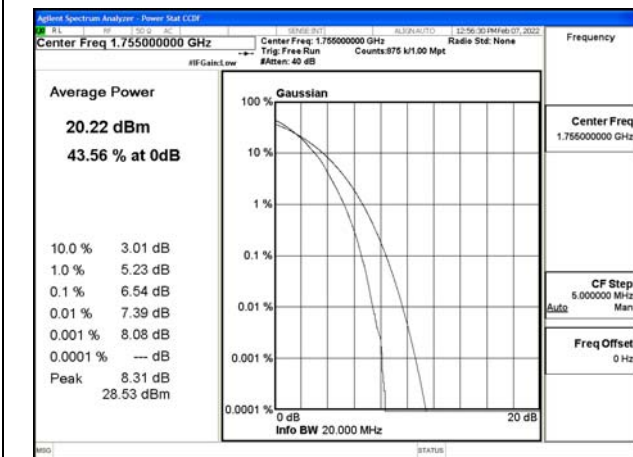 Agilent Spectrum Analyzer - Power Stat CCDF
RL RF 50 Ω AC SENSE:INT ALIGN AUTO 12:56:30 PM Feb 07, 2022
Center Freq 1.755000000 GHz
Center Freq: 1.755000000 GHz Radio Std: None
Trig: Free Run Counts:875 k/1.00 Mpt
#IFGain:Low #Atten: 40 dB
Frequency
Average Power
20.22 dBm
43.56 % at 0dB
10.0 % 3.01 dB
1.0 % 5.23 dB
0.1 % 6.54 dB
0.01 % 7.39 dB
0.001 % 8.08 dB
0.0001 % --- dB
Peak 8.31 dB
28.53 dBm
Gaussian
100 %
10 %
1 %
0.1 %
0.01 %
0.001 %
0.0001 %
0 dB 20 dB
Info BW 20.000 MHz
Center Freq
1.755000000 GHz
CF Step
5.000000 MHz
Auto Man
Freq Offset
0 Hz
MSG STATUS